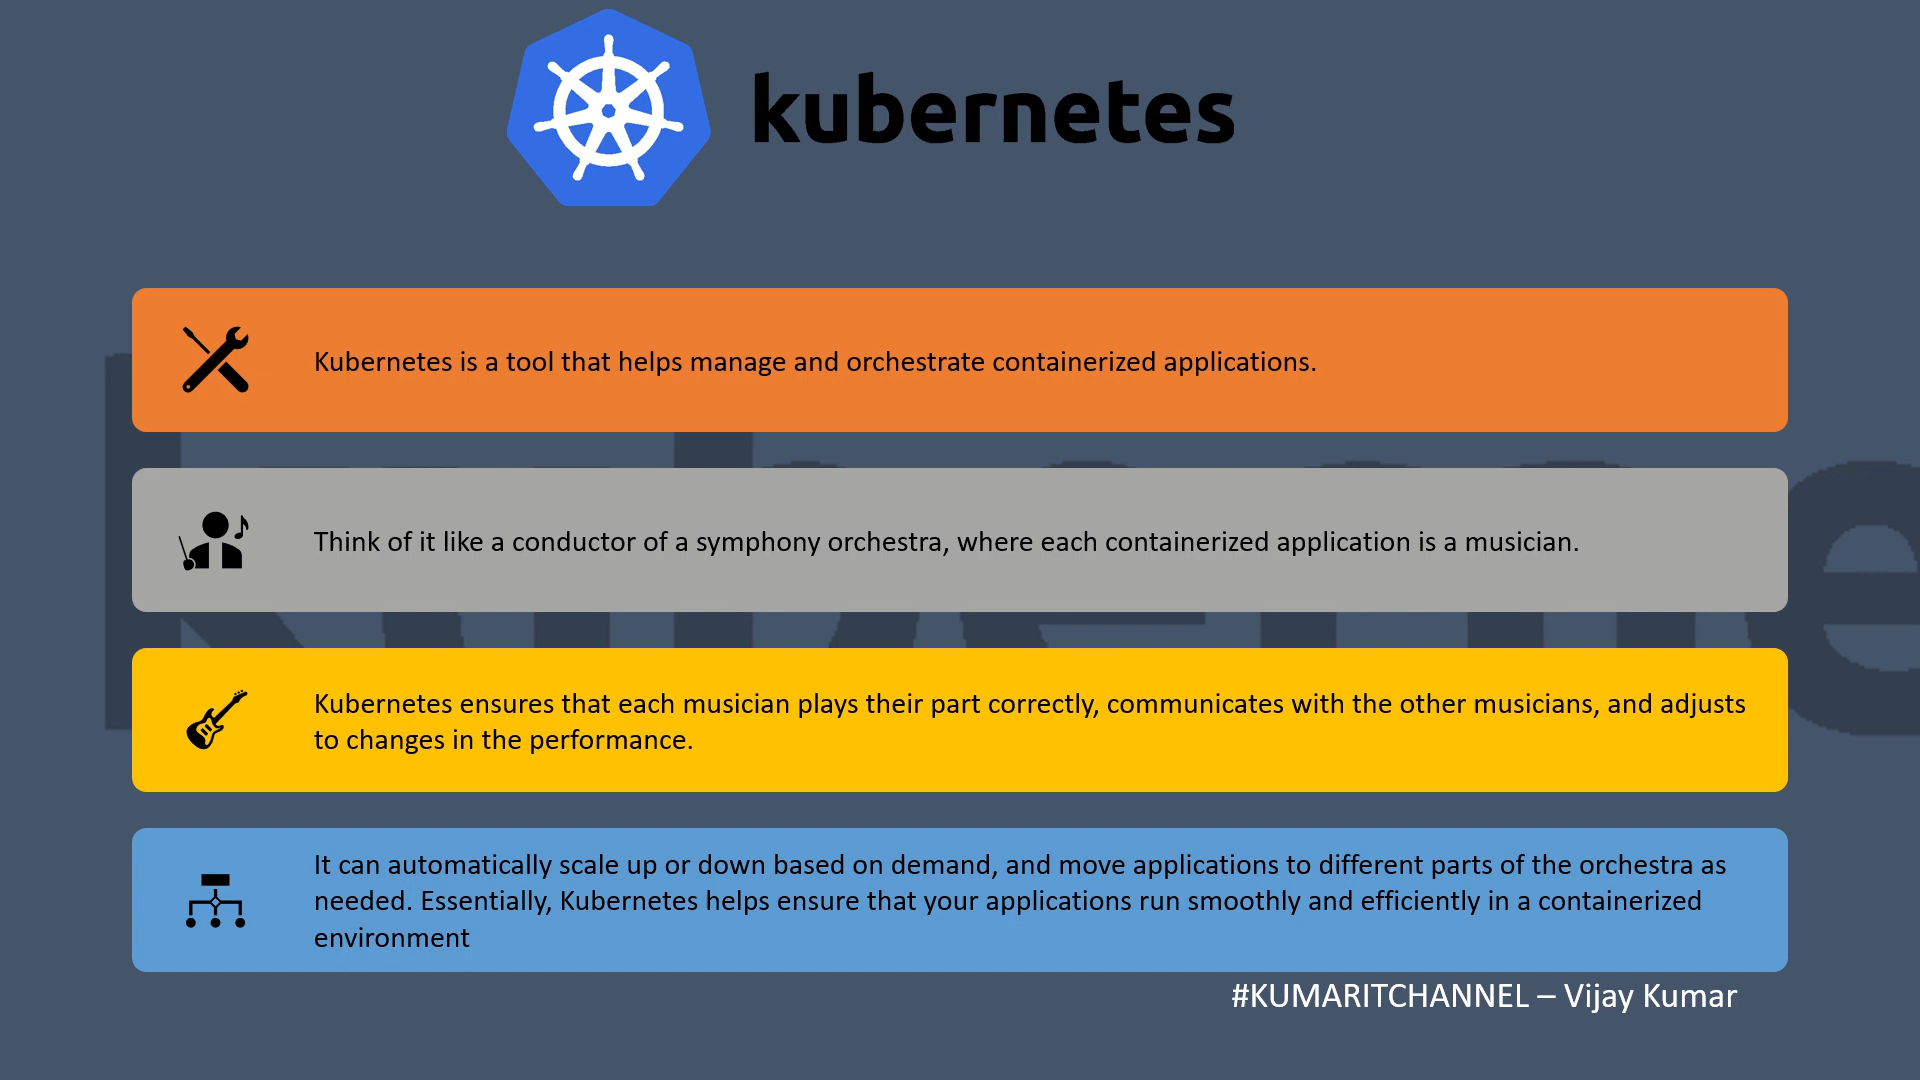 kubernetes
Kubernetes is a tool that helps manage and orchestrate containerized applications.
Think of it like a conductor of a symphony orchestra, where each containerized application is a musician.
Kubernetes ensures that each musician plays their part correctly, communicates with the other musicians, and adjusts
to changes in the performance.
It can automatically scale up or down based on demand, and move applications to different parts of the orchestra as
needed. Essentially, Kubernetes helps ensure that your applications run smoothly and efficiently in a containerized
environment
#KUMARITCHANNEL – Vijay Kumar